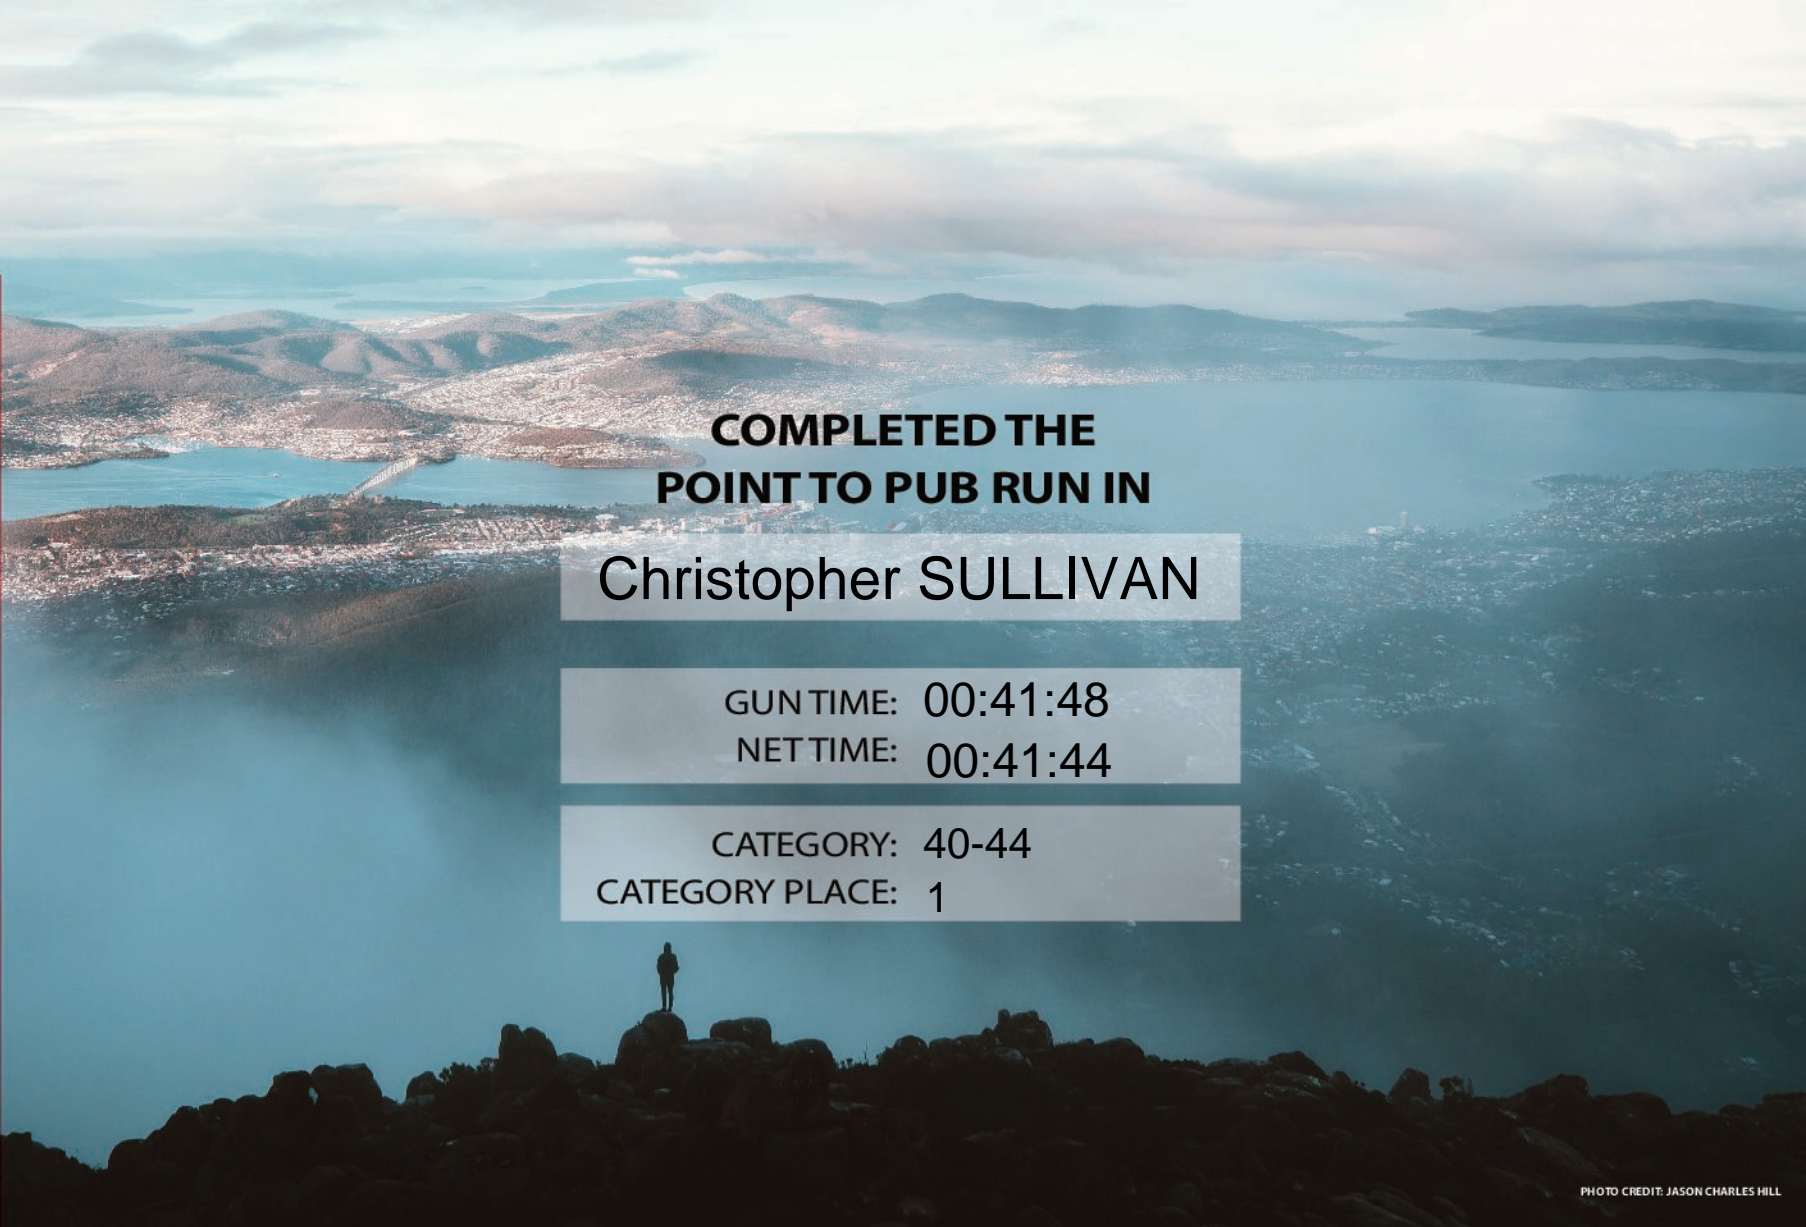 COMPLETED THE
POINT TO PUB RUN IN
Christopher SULLIVAN
GUN TIME: 00:41:48
NET TIME: 00:41:44
CATEGORY: 40-44
CATEGORY PLACE: 1
PHOTO CREDIT: JASON CHARLES HILL